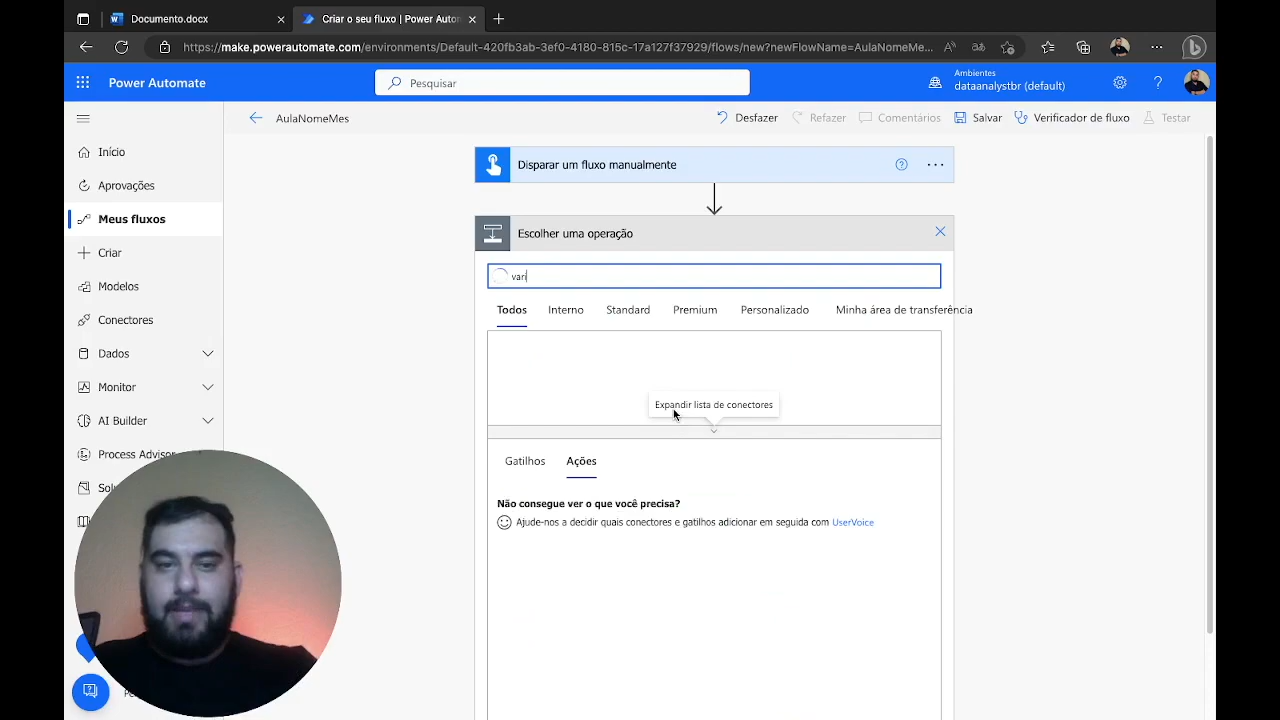 Documento.docx
Criar o seu fluxo | Power Auto
https://make.powerautomate.com/environments/Default-420fb3ab-3ef0-4180-815c-17a127f37929/flows/new?newFlowName=AulaNomeMe...
Power Automate
Pesquisar
Ambientes
dataanalystbr (default)
AulaNomeMes
Desfazer
Refazer
Comentários
Salvar
Verificador de fluxo
Testar
Início
Aprovações
Meus fluxos
Criar
Modelos
Conectores
Dados
Monitor
AI Builder
Process Advisor
Disparar um fluxo manualmente
Escolher uma operação
vari
Todos
Interno
Standard
Premium
Personalizado
Minha área de transferência
Expandir lista de conectores
Gatilhos
Ações
Não consegue ver o que você precisa?
Ajude-nos a decidir quais conectores e gatilhos adicionar em seguida com UserVoice